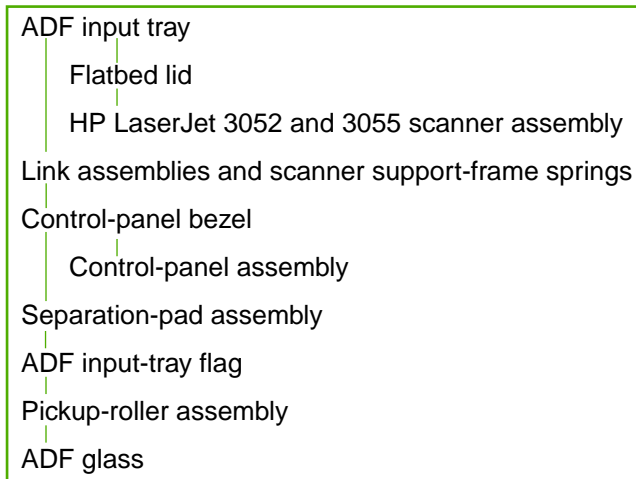 ADF input tray
Flatbed lid
HP LaserJet 3052 and 3055 scanner assembly
Link assemblies and scanner support-frame springs
Control-panel bezel
Control-panel assembly
Separation-pad assembly
ADF input-tray flag
Pickup-roller assembly
ADF glass